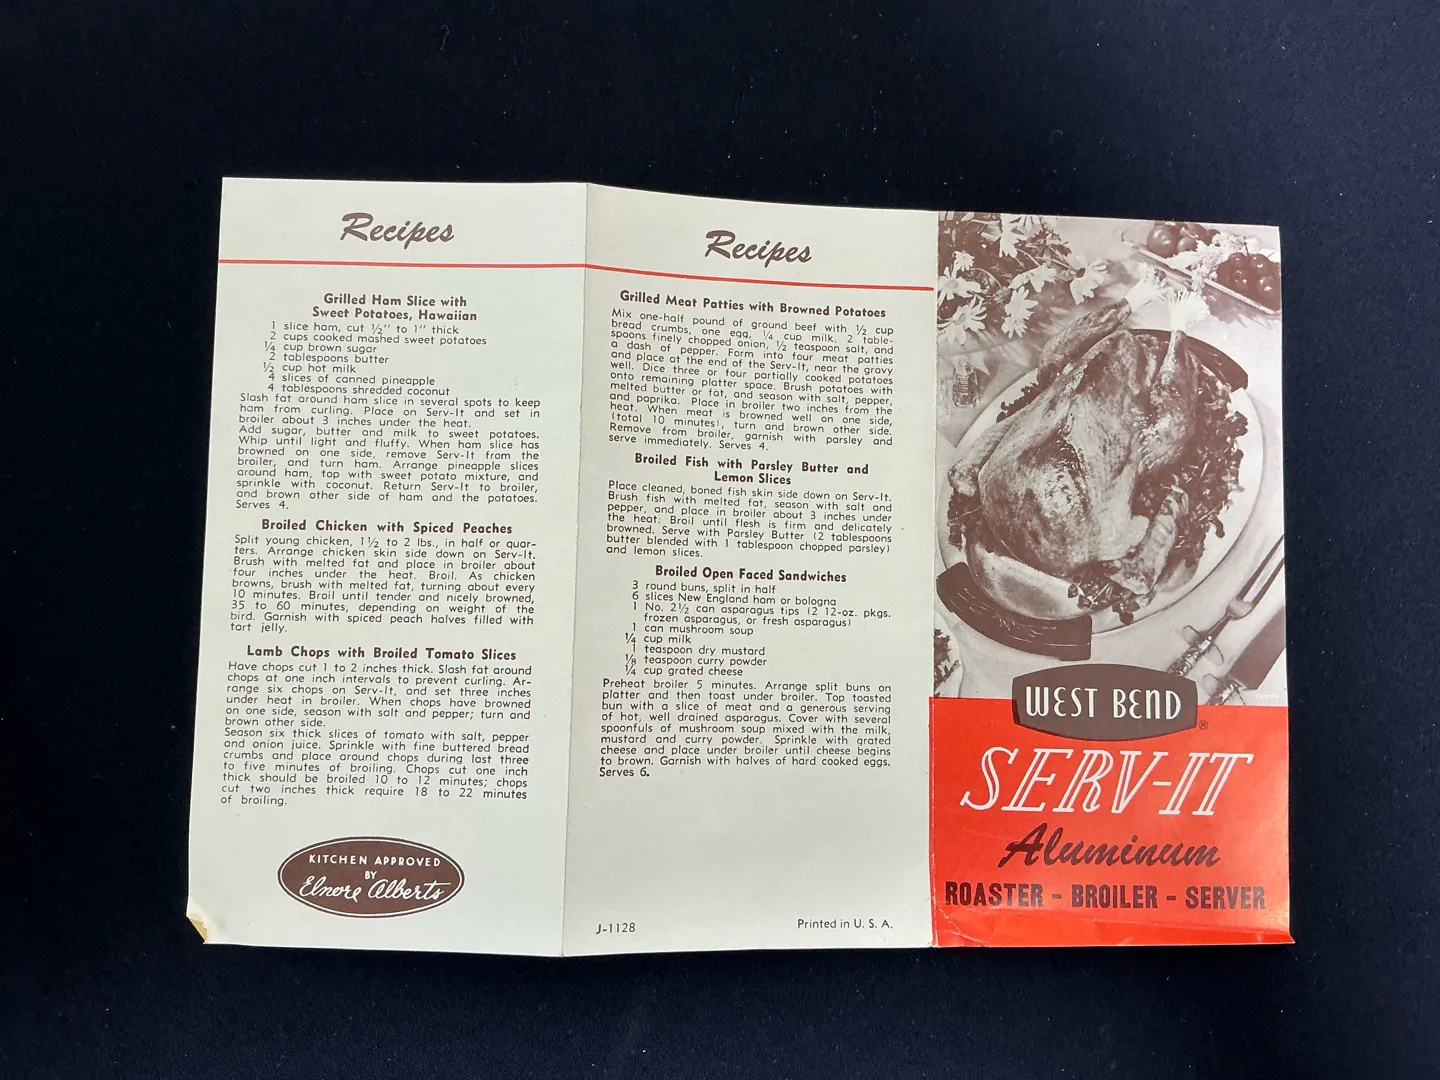 Recipes
Grilled Ham Slice with
Sweet Potatoes, Hawaiian
1 slice ham, cut ½" to 1" thick
2 cups cooked mashed sweet potatoes
¼ cup brown sugar
2 tablespoons butter
½ cup hot milk
4 slices of canned pineapple
4 tablespoons shredded coconut
Slash fat around ham slice in several spots to keep
ham from curling. Place on Serv-It and set in
broiler about 3 inches under the heat.
Add sugar, butter and milk to sweet potatoes.
Whip until light and fluffy. When ham slice has
browned on one side, remove Serv-It from the
broiler, and turn ham. Arrange pineapple slices
around ham, top with sweet potato mixture, and
sprinkle with coconut. Return Serv-It to broiler,
and brown other side of ham and the potatoes.
Serves 4.
Broiled Chicken with Spiced Peaches
Split young chicken, 1½ to 2 lbs., in half or quar-
ters. Arrange chicken skin side down on Serv-It.
Brush with melted fat and place in broiler about
four inches under the heat. Broil. As chicken
browns, brush with melted fat, turning about every
10 minutes. Broil until tender and nicely browned,
35 to 60 minutes, depending on weight of the
bird. Garnish with spiced peach halves filled with
tart jelly.
Lamb Chops with Broiled Tomato Slices
Have chops cut 1 to 2 inches thick. Slash fat around
chops at one inch intervals to prevent curling. Ar-
range six chops on Serv-It, and set three inches
under heat in broiler. When chops have browned
on one side, season with salt and pepper; turn and
brown other side.
Season six thick slices of tomato with salt, pepper
and onion juice. Sprinkle with fine buttered bread
crumbs and place around chops during last three
to five minutes of broiling. Chops cut one inch
thick should be broiled 10 to 12 minutes; chops
cut two inches thick require 18 to 22 minutes
of broiling.
KITCHEN APPROVED
BY
Elnore Alberts
Recipes
Grilled Meat Patties with Browned Potatoes
Mix one-half pound of ground beef with ½ cup
bread crumbs, one egg, ¼ cup milk, 2 table-
spoons finely chopped onion, ½ teaspoon salt, and
a dash of pepper. Form into four meat patties
and place at the end of the Serv-It, near the gravy
well. Dice three or four partially cooked potatoes
onto remaining platter space. Brush potatoes with
melted butter or fat, and season with salt, pepper,
and paprika. Place in broiler two inches from the
heat. When meat is browned well on one side,
(total 10 minutes), turn and brown other side.
Remove from broiler, garnish with parsley and
serve immediately. Serves 4.
Broiled Fish with Parsley Butter and
Lemon Slices
Place cleaned, boned fish skin side down on Serv-It.
Brush fish with melted fat, season with salt and
pepper, and place in broiler about 3 inches under
the heat. Broil until flesh is firm and delicately
browned. Serve with Parsley Butter (2 tablespoons
butter blended with 1 tablespoon chopped parsley)
and lemon slices.
Broiled Open Faced Sandwiches
3 round buns, split in half
6 slices New England ham or bologna
1 No. 2½ can asparagus tips (2 12-oz. pkgs.
frozen asparagus, or fresh asparagus)
1 can mushroom soup
¼ cup milk
1 teaspoon dry mustard
⅛ teaspoon curry powder
¼ cup grated cheese
Preheat broiler 5 minutes. Arrange split buns on
platter and then toast under broiler. Top toasted
bun with a slice of meat and a generous serving
of hot, well drained asparagus. Cover with several
spoonfuls of mushroom soup mixed with the milk,
mustard and curry powder. Sprinkle with grated
cheese and place under broiler until cheese begins
to brown. Garnish with halves of hard cooked eggs.
Serves 6.
J-1128
Printed in U. S. A.
WEST BEND ®
SERV-IT
Aluminum
ROASTER - BROILER - SERVER